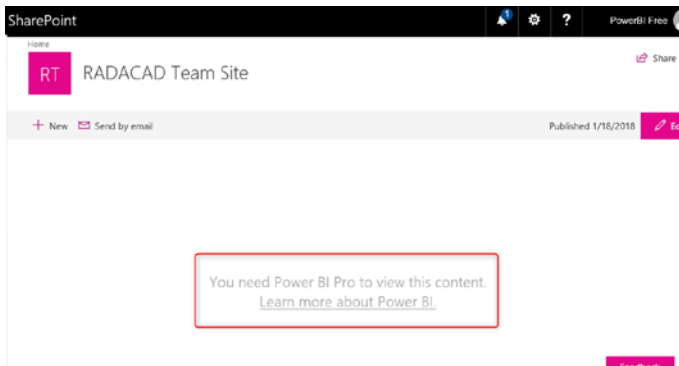 SharePoint
1
?
PowerBI Free
Home
RT
RADACAD Team Site
Share
+ New
Send by email
Published 1/18/2018
You need Power BI Pro to view this content.
Learn more about Power BI.